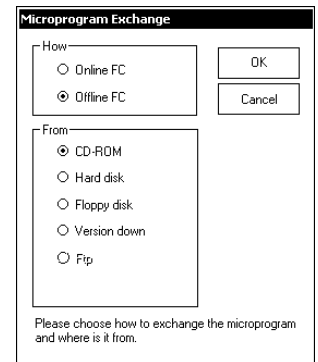 Microprogram Exchange
How
Online FC
Offline FC
OK
Cancel
From
CD-ROM
Hard disk
Floppy disk
Version down
Ftp
Please choose how to exchange the microprogram
and where is it from.